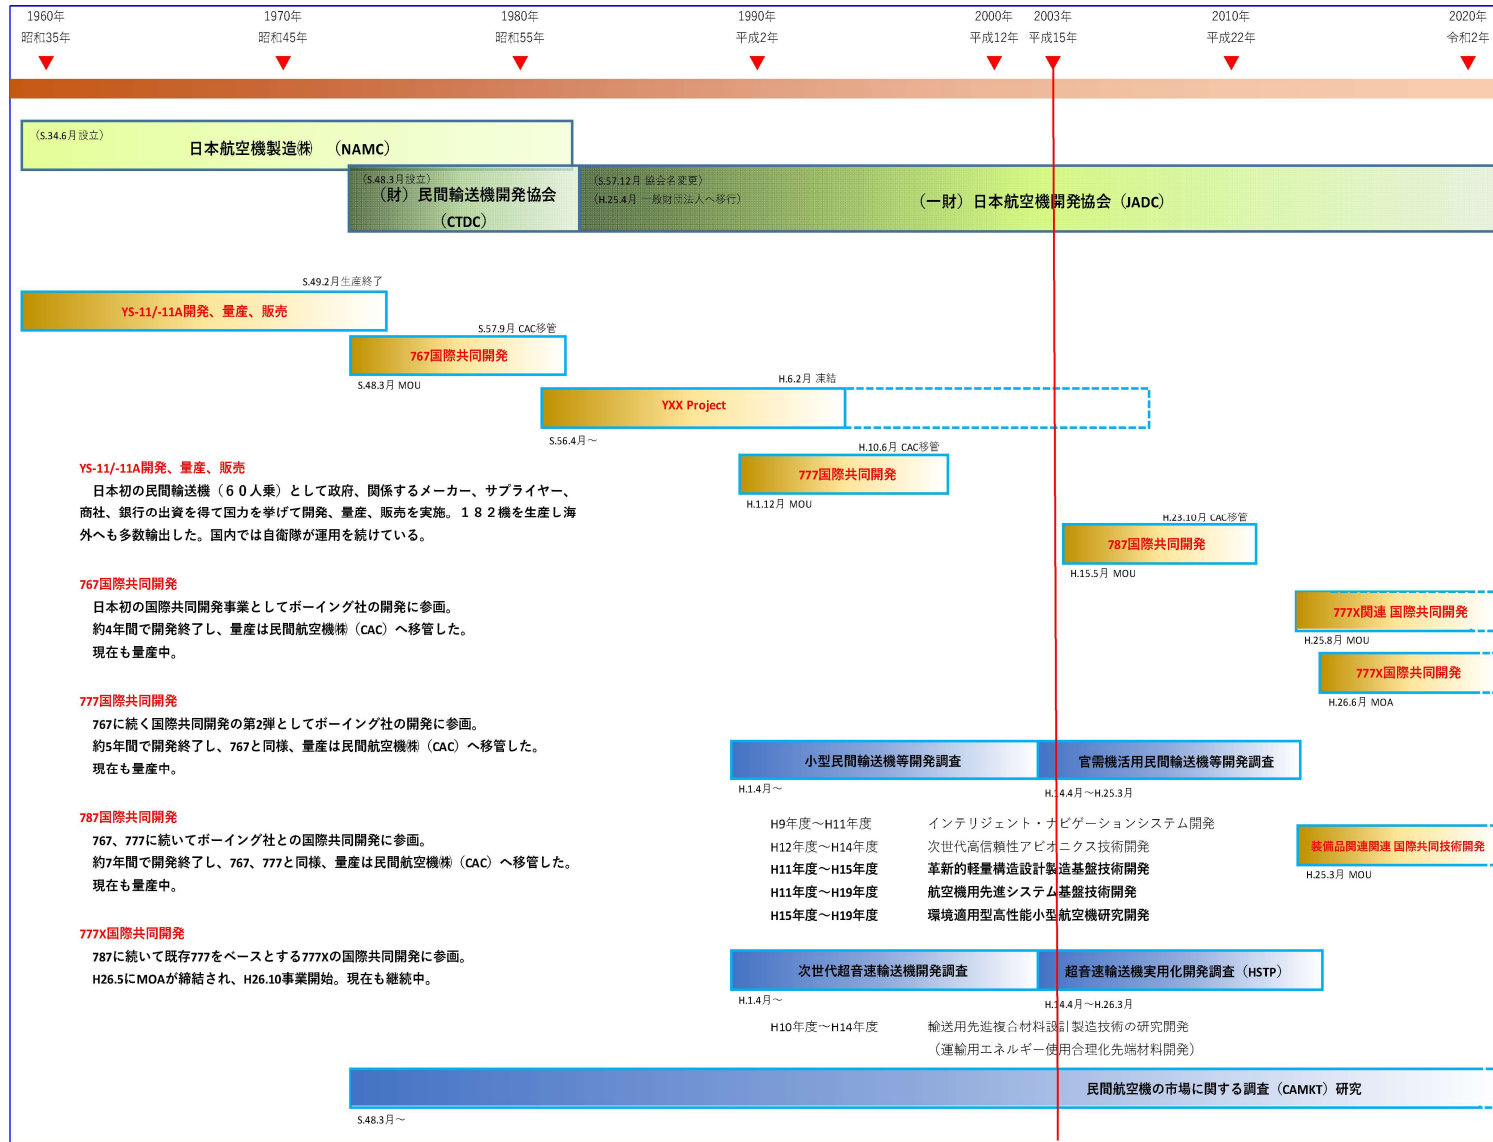 1960年 1970年 1980年 1990年 2000年 2003年 2010年 2020年
昭和35年 昭和45年 昭和55年 平成2年 平成12年 平成15年 平成22年 令和2年
(S.34.6月設立)
日本航空機製造㈱ (NAMC)
(S.48.3月設立)
(財)民間輸送機開発協会
(CTDC)
(S.57.12月 協会名変更)
(H.25.4月 一般財団法人へ移行)
(一財)日本航空機開発協会(JADC)
S.49.2月生産終了
YS-11/-11A開発、量産、販売
S.57.9月 CAC移管
767国際共同開発
S.48.3月 MOU
H.6.2月 凍結
YXX Project
S.56.4月~
H.10.6月 CAC移管
777国際共同開発
H.1.12月 MOU
H.23.10月 CAC移管
787国際共同開発
H.15.5月 MOU
777X関連 国際共同開発
H.25.8月 MOU
777X国際共同開発
H.26.6月 MOA
YS-11/-11A開発、量産、販売
日本初の民間輸送機(60人乗)として政府、関係するメーカー、サプライヤー、
商社、銀行の出資を得て国力を挙げて開発、量産、販売を実施。182機を生産し海
外へも多数輸出した。国内では自衛隊が運用を続けている。
767国際共同開発
日本初の国際共同開発事業としてボーイング社の開発に参画。
約4年間で開発終了し、量産は民間航空機㈱(CAC)へ移管した。
現在も量産中。
777国際共同開発
767に続く国際共同開発の第2弾としてボーイング社の開発に参画。
約5年間で開発終了し、767と同様、量産は民間航空機㈱(CAC)へ移管した。
現在も量産中。
787国際共同開発
767、777に続いてボーイング社との国際共同開発に参画。
約7年間で開発終了し、767、777と同様、量産は民間航空機㈱(CAC)へ移管した。
現在も量産中。
777X国際共同開発
787に続いて既存777をベースとする777Xの国際共同開発に参画。
H26.5にMOAが締結され、H26.10事業開始。現在も継続中。
小型民間輸送機等開発調査
H.1.4月~
官需機活用民間輸送機等開発調査
H.14.4月~H.25.3月
H9年度~H11年度 インテリジェント・ナビゲーションシステム開発
H12年度~H14年度 次世代高信頼性アビオニクス技術開発
H11年度~H15年度 革新的軽量構造設計製造基盤技術開発
H11年度~H19年度 航空機用先進システム基盤技術開発
H15年度~H19年度 環境適用型高性能小型航空機研究開発
装備品関連関連 国際共同技術開発
H.25.3月 MOU
次世代超音速輸送機開発調査
H.1.4月~
超音速輸送機実用化開発調査(HSTP)
H.14.4月~H.26.3月
H10年度~H14年度 輸送用先進複合材料設計製造技術の研究開発
(運輸用エネルギー使用合理化先端材料開発)
民間航空機の市場に関する調査(CAMKT)研究
S.48.3月~